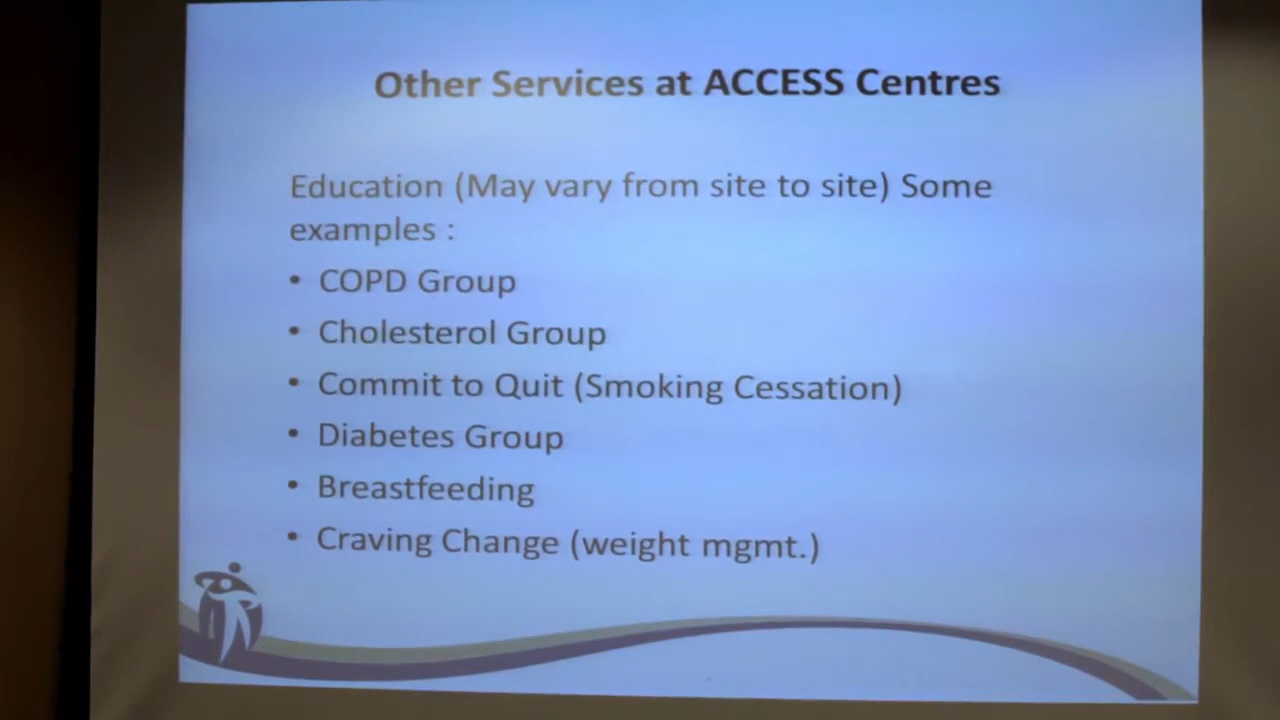 Other Services at ACCESS Centres
Education (May vary from site to site) Some
examples :
• COPD Group
• Cholesterol Group
• Commit to Quit (Smoking Cessation)
• Diabetes Group
• Breastfeeding
• Craving Change (weight mgmt.)